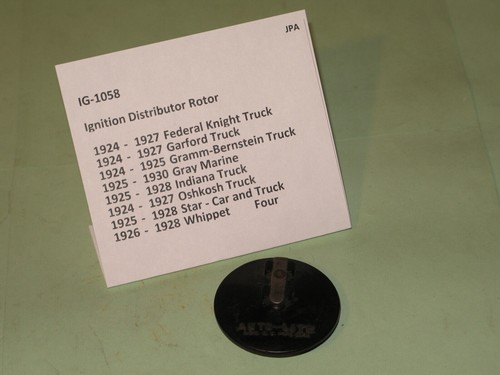 JPA
IG-1058
Ignition Distributor Rotor
1924 - 1927 Federal Knight Truck
1924 - 1927 Garford Truck
1924 - 1925 Gramm-Bernstein Truck
1925 - 1930 Gray Marine
1925 - 1928 Indiana Truck
1924 - 1927 Oshkosh Truck
1925 - 1928 Star - Car and Truck
1926 - 1928 Whippet Four
AUTO-LITE